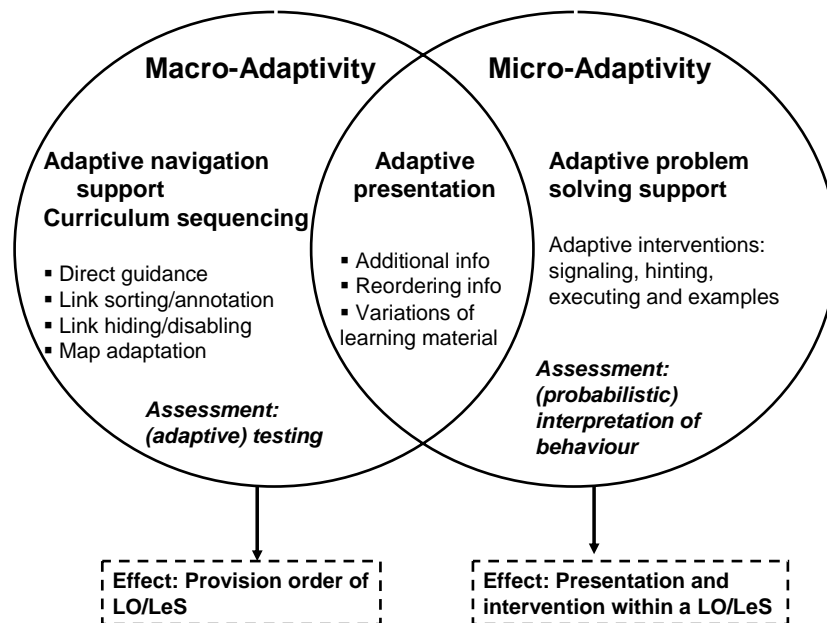 Macro-Adaptivity
Micro-Adaptivity
Adaptive navigation
support
Curriculum sequencing
▪ Direct guidance
▪ Link sorting/annotation
▪ Link hiding/disabling
▪ Map adaptation
Assessment:
(adaptive) testing
Adaptive
presentation
▪ Additional info
▪ Reordering info
▪ Variations of
learning material
Adaptive problem
solving support
Adaptive interventions:
signaling, hinting,
executing and examples
Assessment:
(probabilistic)
interpretation of
behaviour
Effect: Provision order of
LO/LeS
Effect: Presentation and
intervention within a LO/LeS